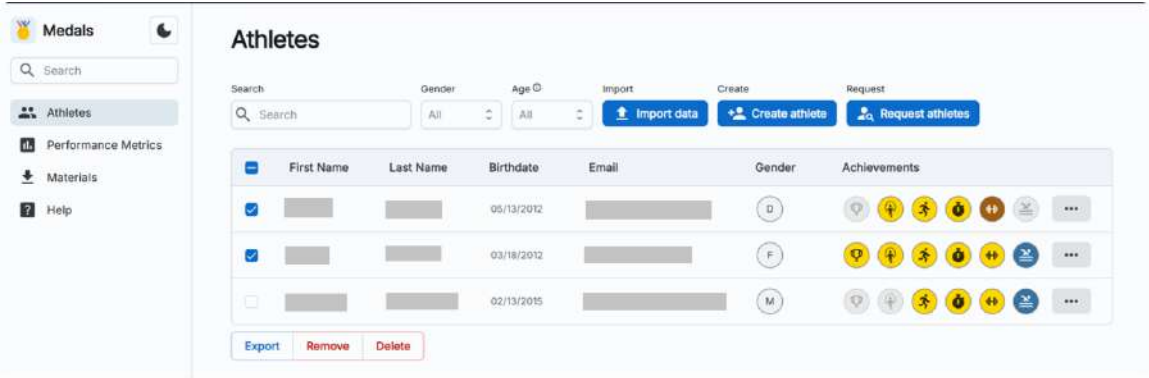 Medals
Search
Athletes
Performance Metrics
Materials
Help
Athletes
Search Gender Age Import Create Request
Search All All Import data Create athlete Request athletes
First Name Last Name Birthdate Email Gender Achievements
05/13/2012 D
03/18/2012 F
02/13/2015 M
Export Remove Delete